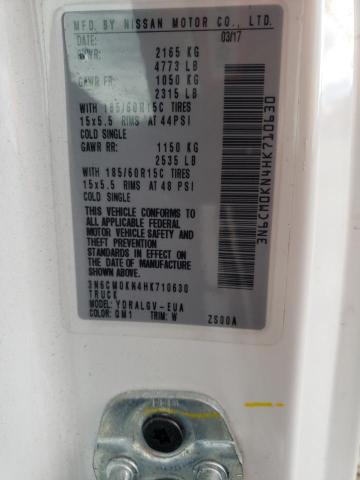 MFD. BY NISSAN MOTOR CO., LTD.
DATE: 03/17
GVWR: 2165 KG
4773 LB
GAWR FR: 1050 KG
2315 LB
WITH 185/60R15C TIRES
15x5.5 RIMS AT 44PSI
COLD SINGLE
GAWR RR: 1150 KG
2535 LB
WITH 185/60R15C TIRES
15x5.5 RIMS AT 48 PSI
COLD SINGLE
THIS VEHICLE CONFORMS TO
ALL APPLICABLE FEDERAL
MOTOR VEHICLE SAFETY AND
THEFT PREVENTION
STANDARDS IN EFFECT ON
THE DATE OF MANUFACTURE
SHOWN ABOVE.
3N6CM0KN4HK710630
TRUCK
MODEL: YDRALGV-EUA
COLOR: QM1 TRIM: W ZS00A
3N6CM0KN4HK710630